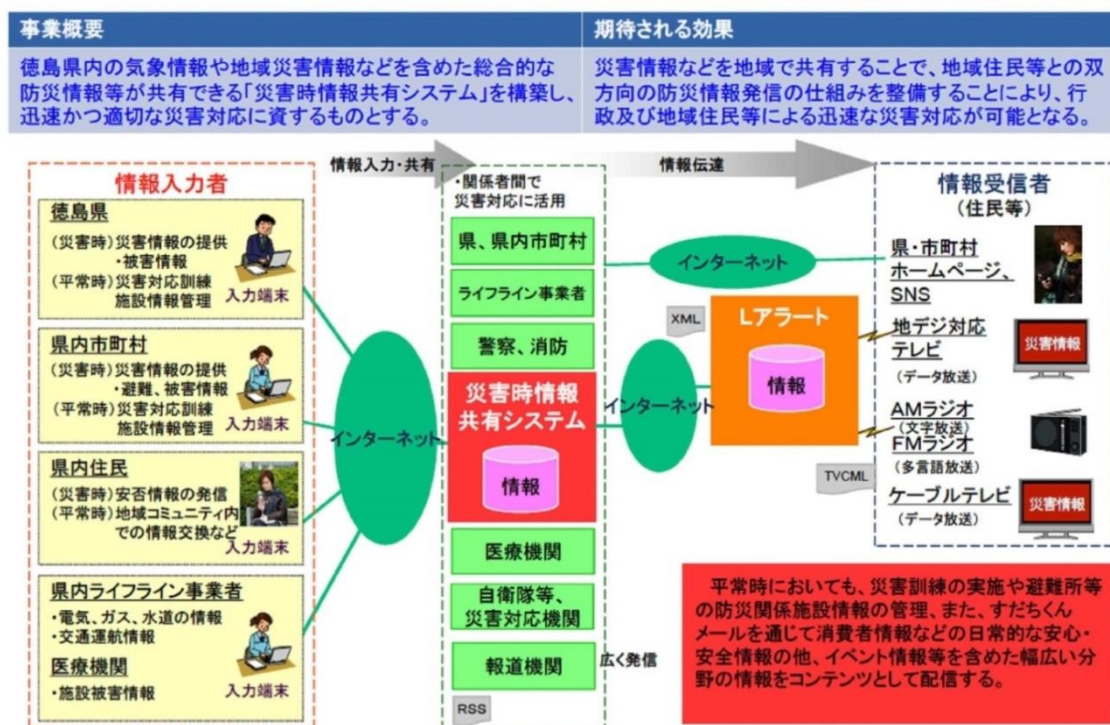 事業概要
徳島県内の気象情報や地域災害情報などを含めた総合的な
防災情報等が共有できる「災害時情報共有システム」を構築し、
迅速かつ適切な災害対応に資するものとする。
期待される効果
災害情報などを地域で共有することで、地域住民等との双
方向の防災情報発信の仕組みを整備することにより、行
政及び地域住民等による迅速な災害対応が可能となる。
情報入力・共有
情報伝達
情報入力者
徳島県
(災害時)災害情報の提供
・被害情報
(平常時)災害対応訓練
施設情報管理
入力端末
県内市町村
(災害時)災害情報の提供
・避難、被害情報
(平常時)災害対応訓練
施設情報管理
入力端末
県内住民
(災害時)安否情報の発信
(平常時)地域コミュニティ内
での情報交換など
入力端末
県内ライフライン事業者
・電気、ガス、水道の情報
・交通運航情報
医療機関
・施設被害情報
入力端末
インターネット
・関係者間で
災害対応に活用
県、県内市町村
ライフライン事業者
警察、消防
災害時情報
共有システム
情報
医療機関
自衛隊等、
災害対応機関
報道機関
広く発信
RSS
インターネット
XML
インターネット
Lアラート
情報
TVCML
情報受信者
(住民等)
県・市町村
ホームページ、
SNS
地デジ対応
テレビ
(データ放送)
災害情報
AMラジオ
(文字放送)
FMラジオ
(多言語放送)
ケーブルテレビ
(データ放送)
災害情報
平常時においても、災害訓練の実施や避難所等
の防災関係施設情報の管理、また、すだちくん
メールを通じて消費者情報などの日常的な安心・
安全情報の他、イベント情報等を含めた幅広い分
野の情報をコンテンツとして配信する。